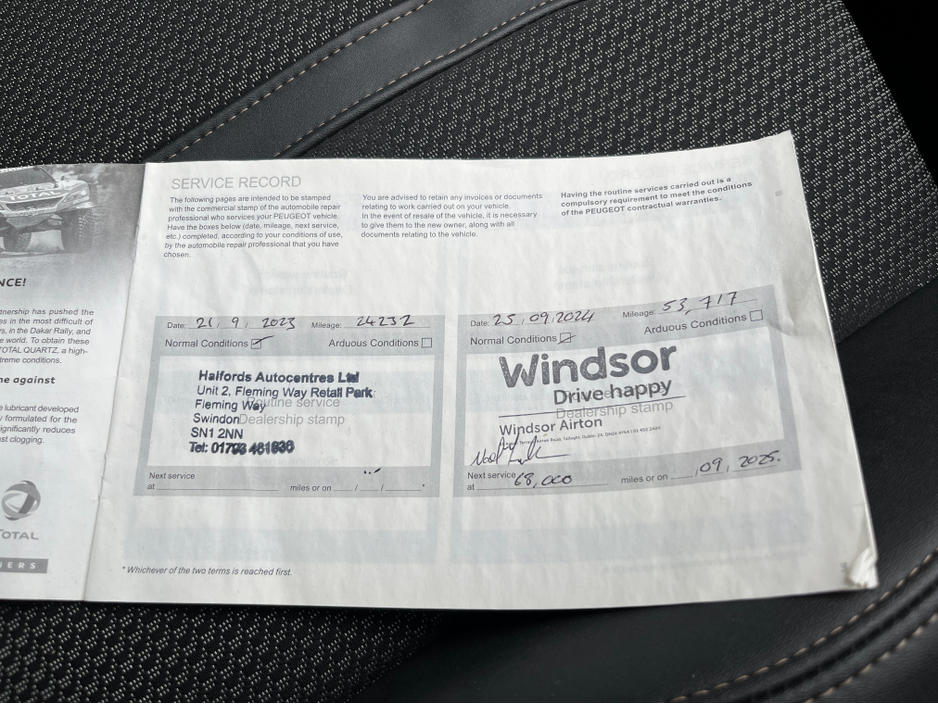 TOTAL
NCE!
tnership has pushed the
es in the most difficult of
s, in the Dakar Rally, and
e world. To obtain these
TOTAL QUARTZ, a high-
treme conditions.
ne against
e lubricant developed
y formulated for the
significantly reduces
st clogging.
TOTAL
NERS
SERVICE RECORD
The following pages are intended to be stamped
with the commercial stamp of the automobile repair
professional who services your PEUGEOT vehicle.
Have the boxes below (date, mileage, next service,
etc.) completed, according to your conditions of use,
by the automobile repair professional that you have
chosen.
You are advised to retain any invoices or documents
relating to work carried out on your vehicle.
In the event of resale of the vehicle, it is necessary
to give them to the new owner, along with all
documents relating to the vehicle.
Having the routine services carried out is a
compulsory requirement to meet the conditions
of the PEUGEOT contractual warranties.
Date: 21, 9, 2023 Mileage: 24232
Normal Conditions Arduous Conditions
Halfords Autocentres Ltd
Unit 2, Fleming Way Retail Park
Routine service
Fleming Way
Swindon Dealership stamp
SN1 2NN
Tel: 01793
Next service
at miles or on / / *
Date: 25, 09, 2024 Mileage: 53,717
Normal Conditions Arduous Conditions
Windsor
Drive happy
Dealership stamp
Windsor Airton
Next service
at 68,000 miles or on , 09, 2025.
* Whichever of the two terms is reached first.